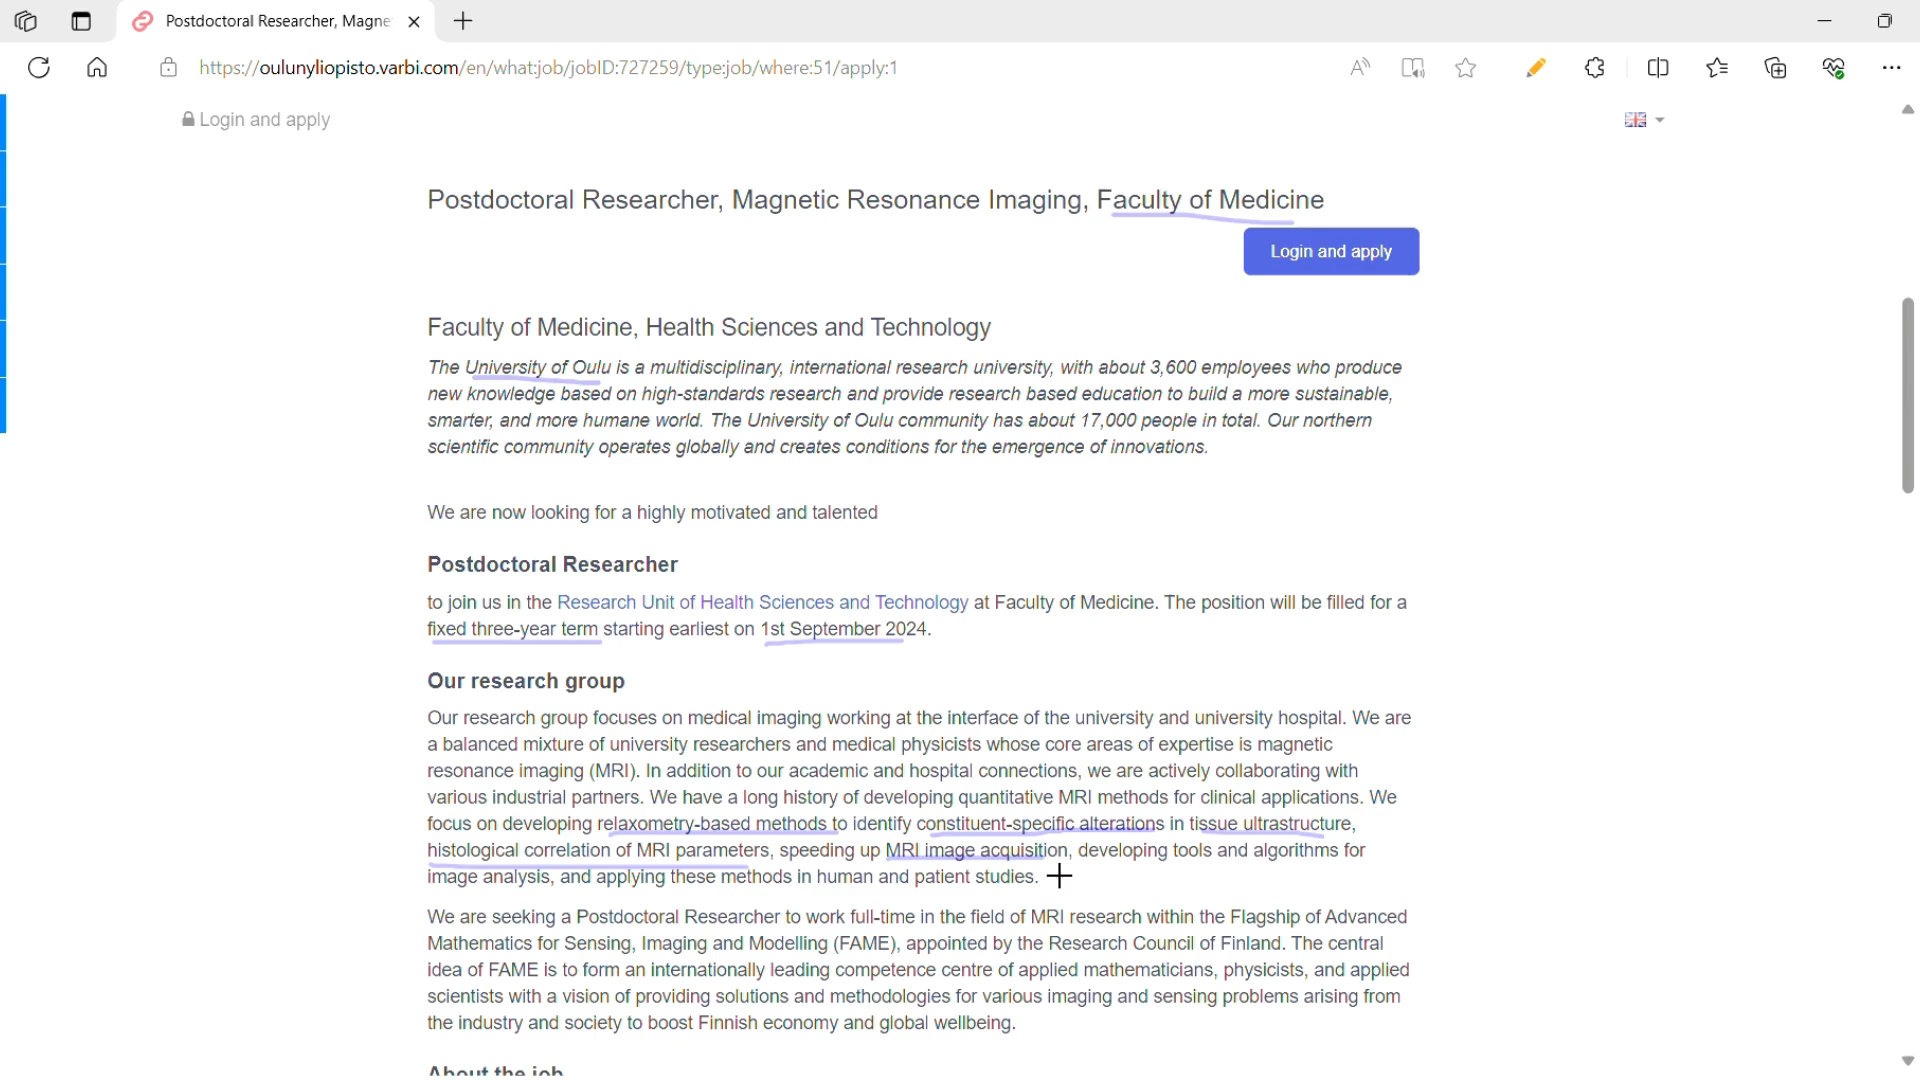 Postdoctoral Researcher, Magne
https://oulunyliopisto.varbi.com/en/what:job/jobID:727259/type:job/where:51/apply:1
Login and apply
Postdoctoral Researcher, Magnetic Resonance Imaging, Faculty of Medicine
Login and apply
Faculty of Medicine, Health Sciences and Technology
The University of Oulu is a multidisciplinary, international research university, with about 3,600 employees who produce
new knowledge based on high-standards research and provide research based education to build a more sustainable,
smarter, and more humane world. The University of Oulu community has about 17,000 people in total. Our northern
scientific community operates globally and creates conditions for the emergence of innovations.
We are now looking for a highly motivated and talented
Postdoctoral Researcher
to join us in the Research Unit of Health Sciences and Technology at Faculty of Medicine. The position will be filled for a
fixed three-year term starting earliest on 1st September 2024.
Our research group
Our research group focuses on medical imaging working at the interface of the university and university hospital. We are
a balanced mixture of university researchers and medical physicists whose core areas of expertise is magnetic
resonance imaging (MRI). In addition to our academic and hospital connections, we are actively collaborating with
various industrial partners. We have a long history of developing quantitative MRI methods for clinical applications. We
focus on developing relaxometry-based methods to identify constituent-specific alterations in tissue ultrastructure,
histological correlation of MRI parameters, speeding up MRI image acquisition, developing tools and algorithms for
image analysis, and applying these methods in human and patient studies.
We are seeking a Postdoctoral Researcher to work full-time in the field of MRI research within the Flagship of Advanced
Mathematics for Sensing, Imaging and Modelling (FAME), appointed by the Research Council of Finland. The central
idea of FAME is to form an internationally leading competence centre of applied mathematicians, physicists, and applied
scientists with a vision of providing solutions and methodologies for various imaging and sensing problems arising from
the industry and society to boost Finnish economy and global wellbeing.
About the job